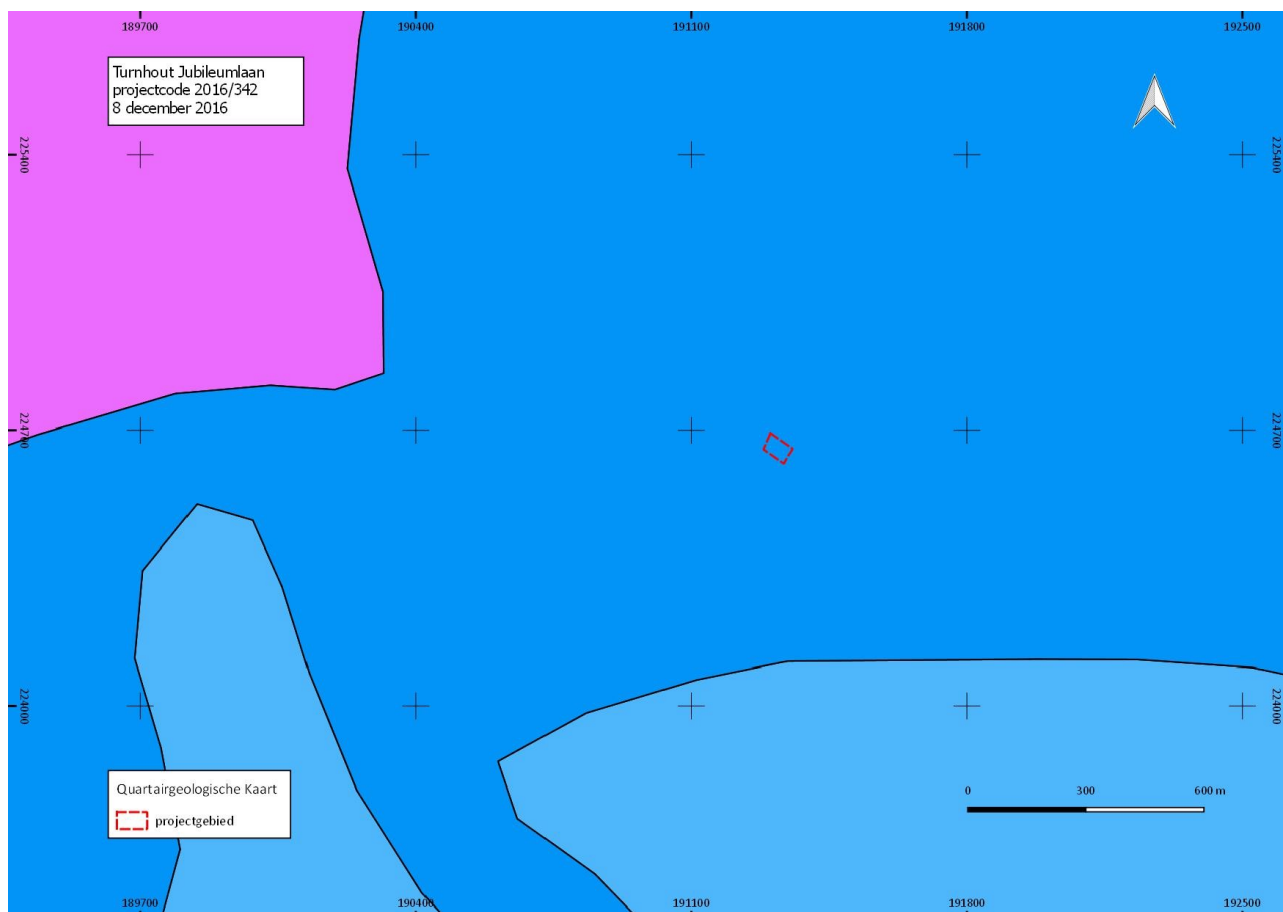 189700 190400 191100 191800 192500
Turnhout Jubileumlaan
projectcode 2016/342
8 december 2016
225400 225400
224700 224700
224000 224000
Quartairgeologische Kaart
projectgebied
0 300 600 m
189700 190400 191100 191800 192500